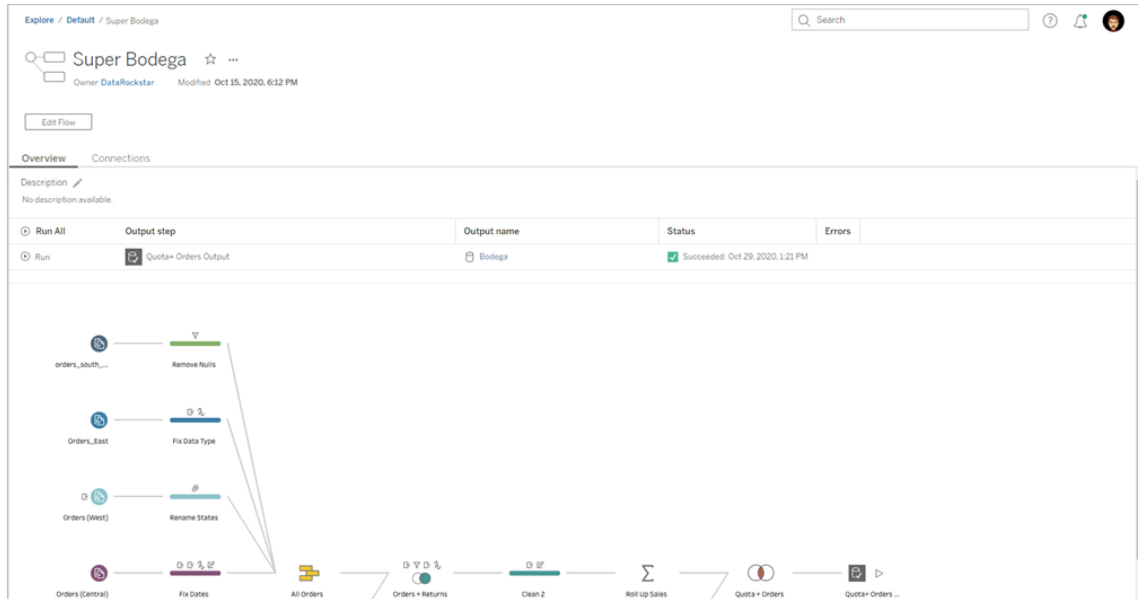 Explore / Default / Super Bodega
Search
Super Bodega
Owner DataRockstar Modified Oct 15, 2020, 6:12 PM
Edit Flow
Overview Connections
Description
No description available.
Run All Output step Output name Status Errors
Run Quota+ Orders Output Bodega Succeeded: Oct 29, 2020, 1:21 PM
orders_south_... Remove Nulls
Orders_East Fix Data Type
Orders (West) Rename States
Orders (Central) Fix Dates All Orders Orders + Returns Clean 2 Roll Up Sales Quota + Orders Quota+ Orders ...